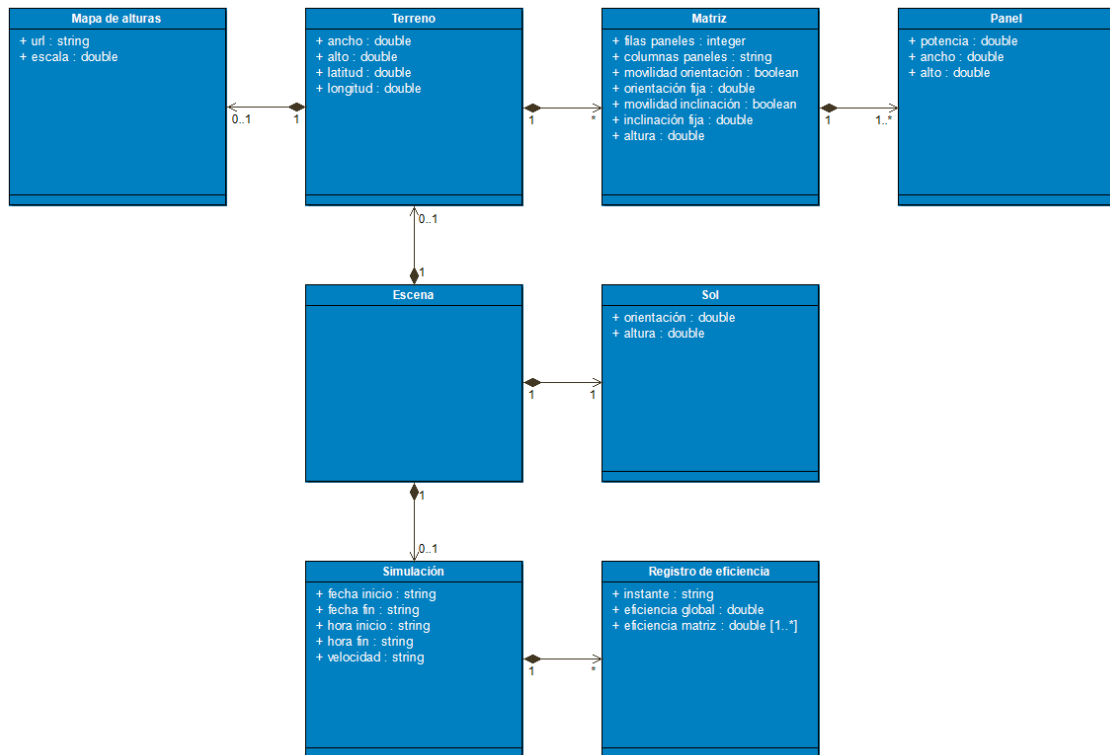 Mapa de alturas
+ url : string
+ escala : double
Terreno
+ ancho : double
+ alto : double
+ latitud : double
+ longitud : double
Matriz
+ filas paneles : integer
+ columnas paneles : string
+ movilidad orientación : boolean
+ orientación fija : double
+ movilidad inclinación : boolean
+ inclinación fija : double
+ altura : double
Panel
+ potencia : double
+ ancho : double
+ alto : double
0..1
1
1
*
1
1..*
0..1
1
Escena
Sol
+ orientación : double
+ altura : double
1
1
1
0..1
Simulación
+ fecha inicio : string
+ fecha fin : string
+ hora inicio : string
+ hora fin : string
+ velocidad : string
Registro de eficiencia
+ instante : string
+ eficiencia global : double
+ eficiencia matriz : double [1..*]
1
*